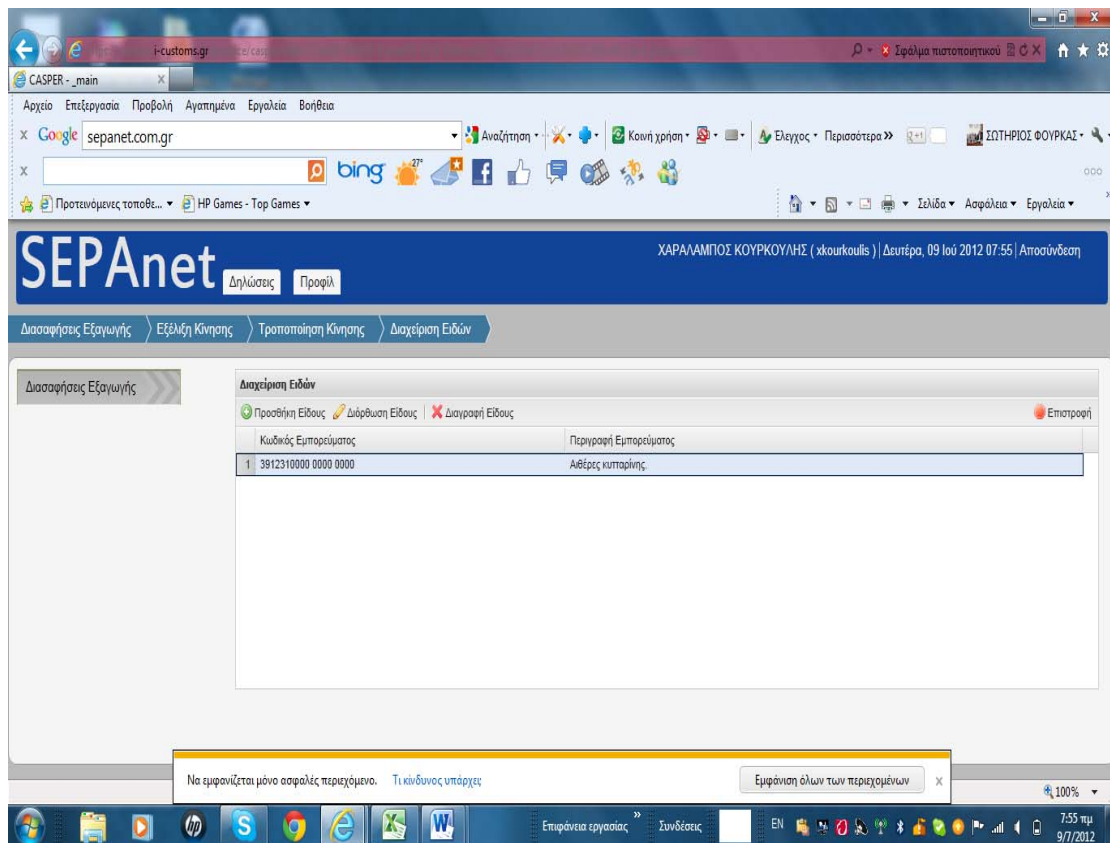 i-customs.gr
Σφάλμα πιστοποιητικού
CASPER - _main
Αρχείο Επεξεργασία Προβολή Αγαπημένα Εργαλεία Βοήθεια
x Google sepanet.com.gr Αναζήτηση Κοινή χρήση Έλεγχος Περισσότερα >> ΣΩΤΗΡΙΟΣ ΦΟΥΡΚΑΣ
x bing 27°
Προτεινόμενες τοποθε... HP Games - Top Games Σελίδα Ασφάλεια Εργαλεία
SEPAnet Δηλώσεις Προφίλ
ΧΑΡΑΛΑΜΠΟΣ ΚΟΥΡΚΟΥΛΗΣ ( xkourkoulis ) | Δευτέρα, 09 Ιού 2012 07:55 | Αποσύνδεση
Διασαφήσεις Εξαγωγής Εξέλιξη Κίνησης Τροποποίηση Κίνησης Διαχείριση Ειδών
Διασαφήσεις Εξαγωγής
Διαχείριση Ειδών
Προσθήκη Είδους Διόρθωση Είδους | Διαγραφή Είδους Επιστροφή
Κωδικός Εμπορεύματος Περιγραφή Εμπορεύματος
1 3912310000 0000 0000 Αιθέρες κυτταρίνης.
Να εμφανίζεται μόνο ασφαλές περιεχόμενο. Τι κίνδυνος υπάρχει; Εμφάνιση όλων των περιεχομένων x
100%
Επιφάνεια εργασίας » Συνδέσεις EN 7:55 πμ
9/7/2012